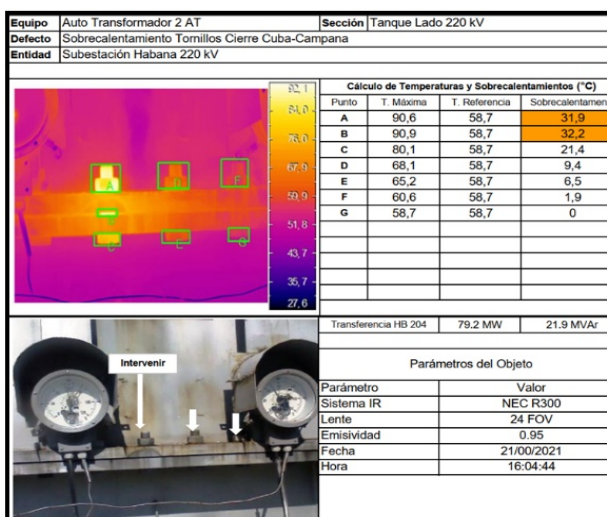 Equipo Auto Transformador 2 AT Sección Tanque Lado 220 kV
Defecto Sobrecalentamiento Tornillos Cierre Cuba-Campana
Entidad Subestación Habana 220 kV
92,1
84,0
76,0
67,9
59,9
51,8
43,7
35,7
27,6
A
D
F
C
E
G
Cálculo de Temperaturas y Sobrecalentamientos (°C)
Punto T. Máxima T. Referencia Sobrecalentamien
A 90,6 58,7 31,9
B 90,9 58,7 32,2
C 80,1 58,7 21,4
D 68,1 58,7 9,4
E 65,2 58,7 6,5
F 60,6 58,7 1,9
G 58,7 58,7 0
Intervenir
Transferencia HB 204 79.2 MW 21.9 MVAr
Parámetros del Objeto
Parámetro Valor
Sistema IR NEC R300
Lente 24 FOV
Emisividad 0.95
Fecha 21/00/2021
Hora 16:04:44